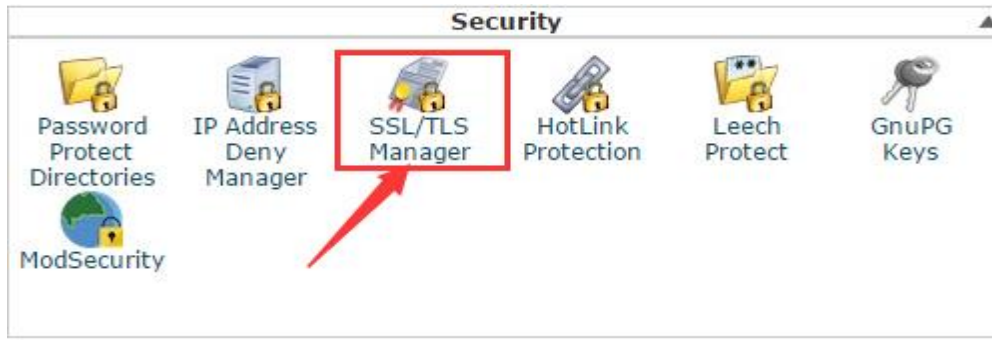 Security
Password
Protect
Directories
IP Address
Deny
Manager
SSL/TLS
Manager
HotLink
Protection
Leech
Protect
GnuPG
Keys
ModSecurity